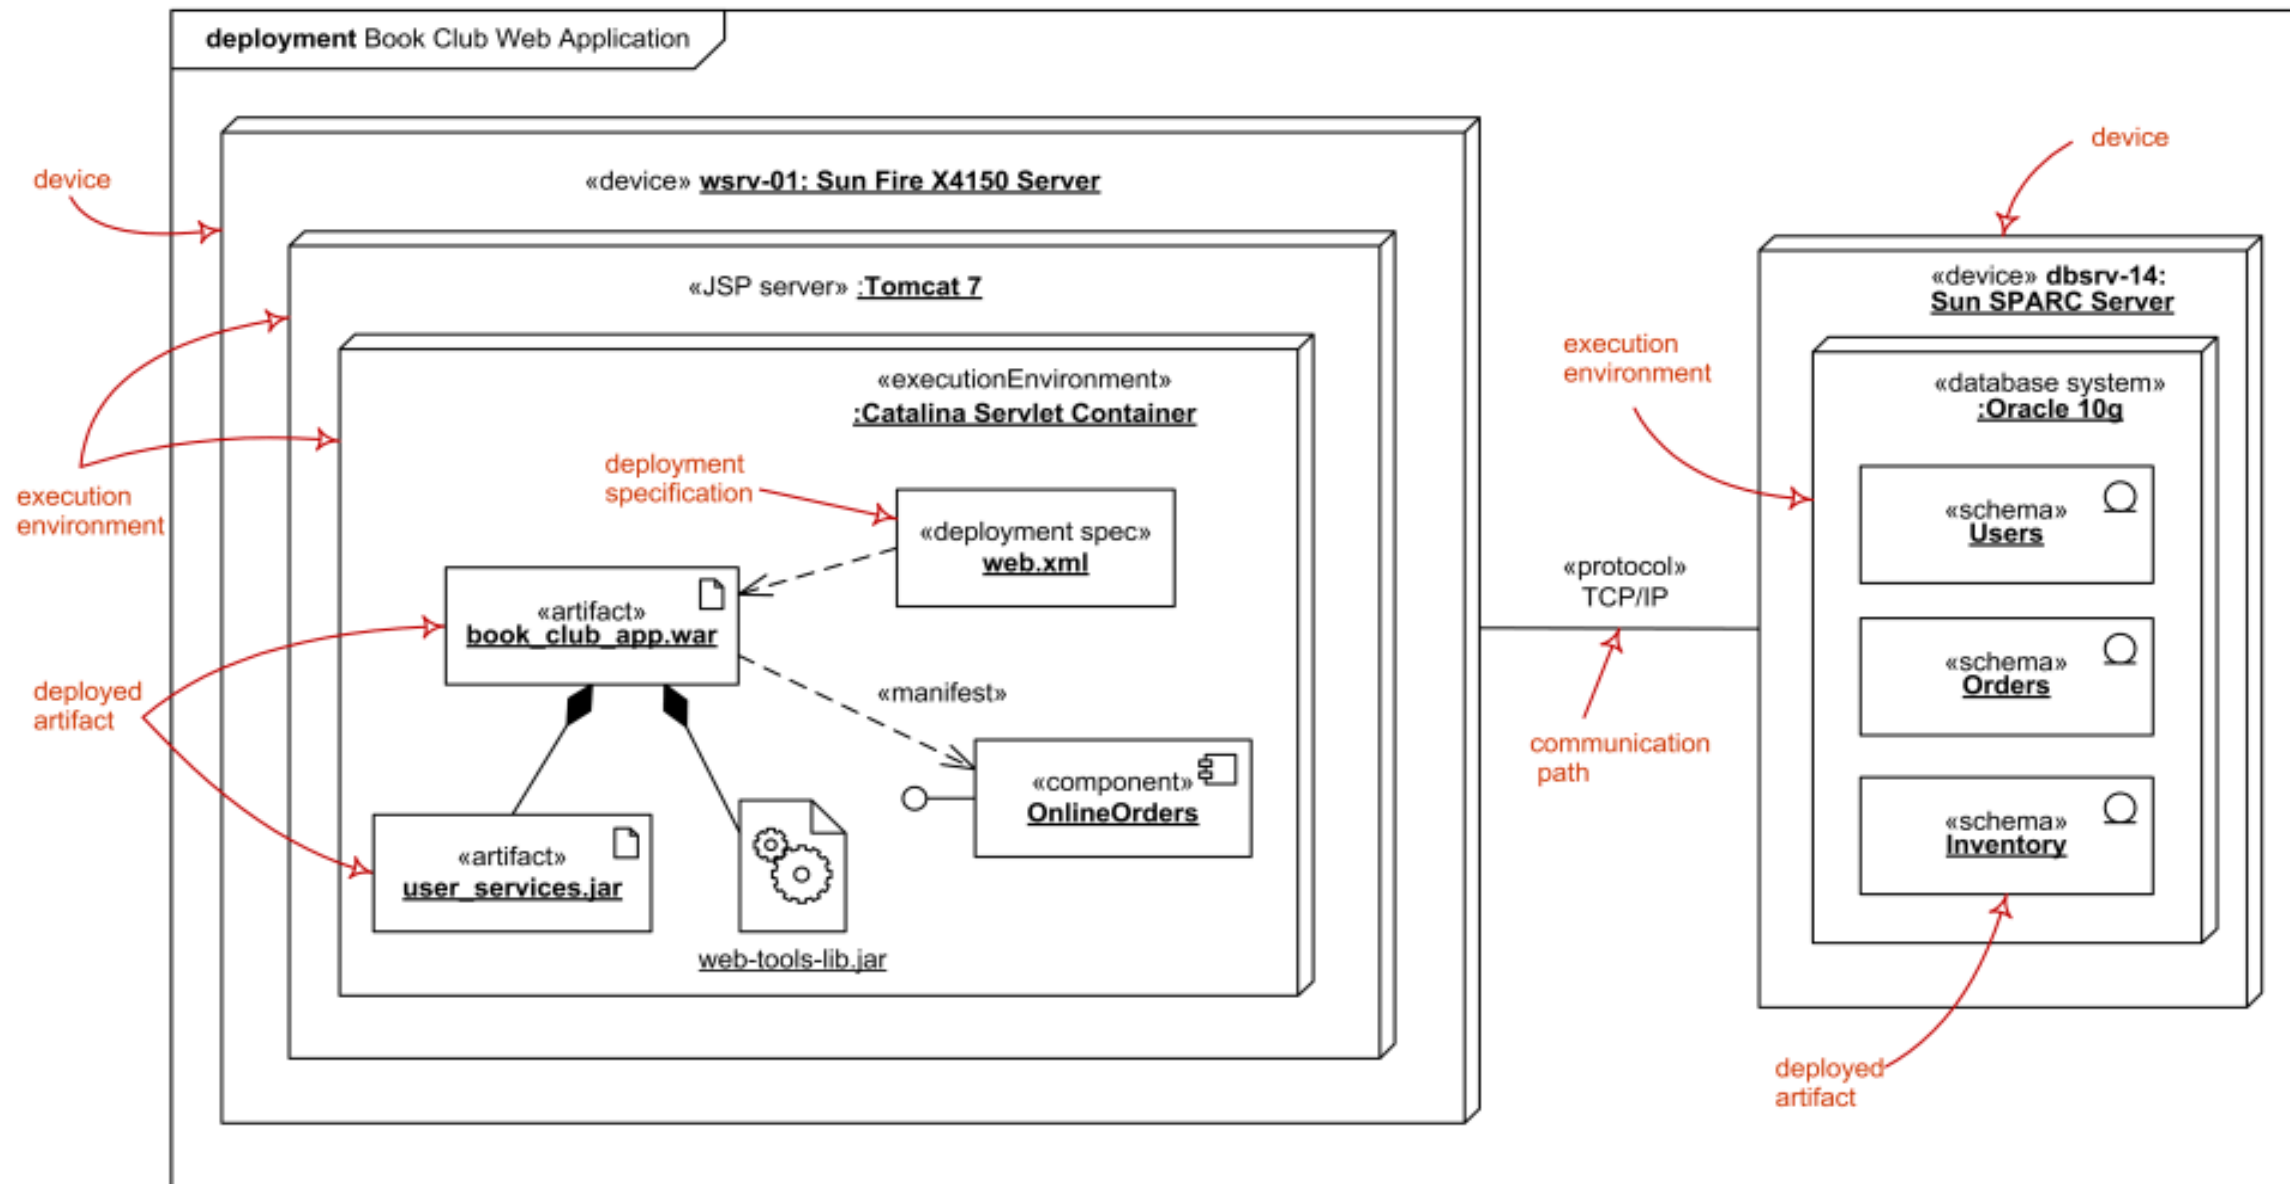 deployment Book Club Web Application
device
«device» wsrv-01: Sun Fire X4150 Server
«JSP server» :Tomcat 7
execution
environment
«executionEnvironment»
:Catalina Servlet Container
deployment
specification
«deployment spec»
web.xml
«artifact»
book_club_app.war
deployed
artifact
«manifest»
«component»
OnlineOrders
«artifact»
user_services.jar
web-tools-lib.jar
«protocol»
TCP/IP
communication
path
device
«device» dbsrv-14:
Sun SPARC Server
execution
environment
«database system»
:Oracle 10g
«schema»
Users
«schema»
Orders
«schema»
Inventory
deployed
artifact